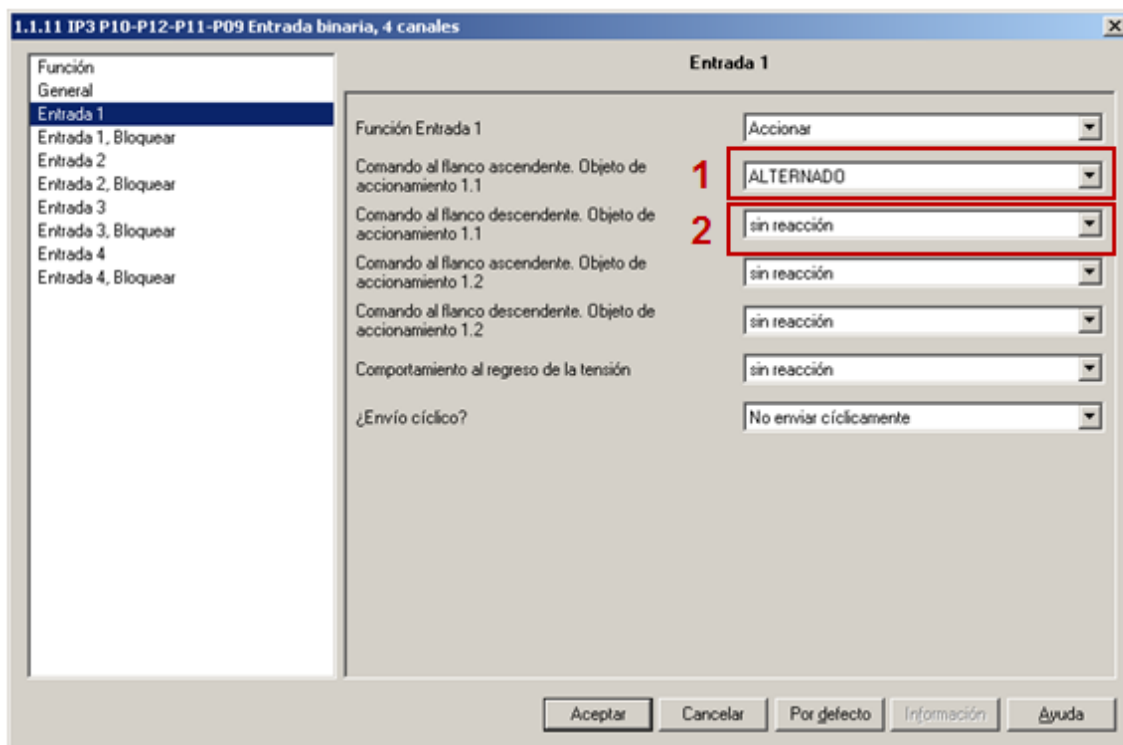 1.1.11 IP3 P10-P12-P11-P09 Entrada binaria, 4 canales
Función
General
Entrada 1
Entrada 1, Bloquear
Entrada 2
Entrada 2, Bloquear
Entrada 3
Entrada 3, Bloquear
Entrada 4
Entrada 4, Bloquear
Entrada 1
Función Entrada 1
Accionar
Comando al flanco ascendente. Objeto de
accionamiento 1.1
1
ALTERNADO
Comando al flanco descendente. Objeto de
accionamiento 1.1
2
sin reacción
Comando al flanco ascendente. Objeto de
accionamiento 1.2
sin reacción
Comando al flanco descendente. Objeto de
accionamiento 1.2
sin reacción
Comportamiento al regreso de la tensión
sin reacción
¿Envío cíclico?
No enviar cíclicamente
Aceptar
Cancelar
Por defecto
Información
Ayuda